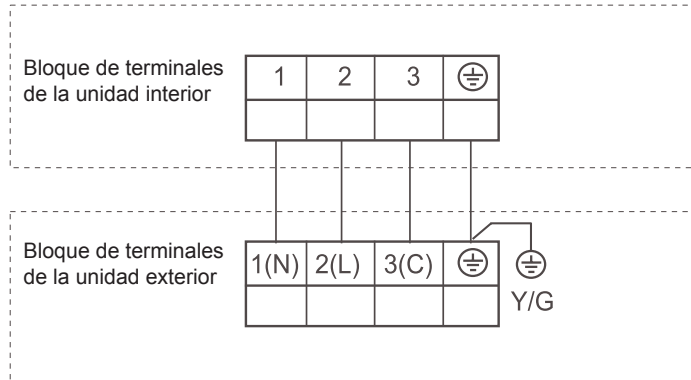 Bloque de terminales
de la unidad interior
1 2 3
Bloque de terminales
de la unidad exterior
1(N) 2(L) 3(C)
Y/G